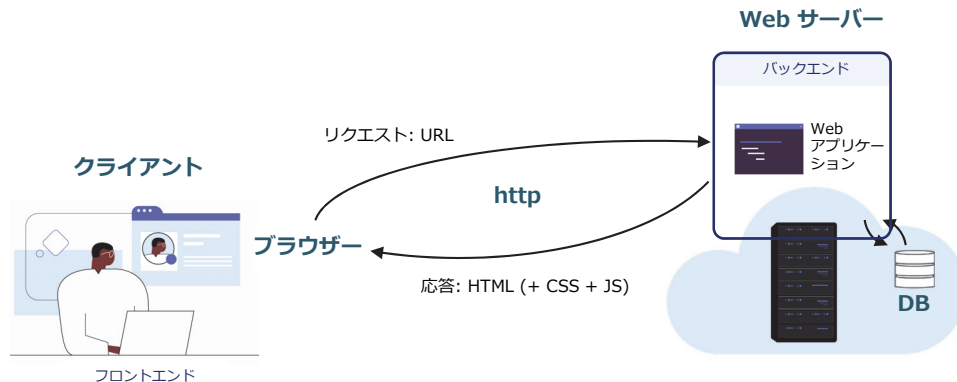 Web サーバー
バックエンド
Web
アプリケー
ション
リクエスト: URL
クライアント
http
ブラウザー
応答: HTML (+ CSS + JS)
DB
フロントエンド